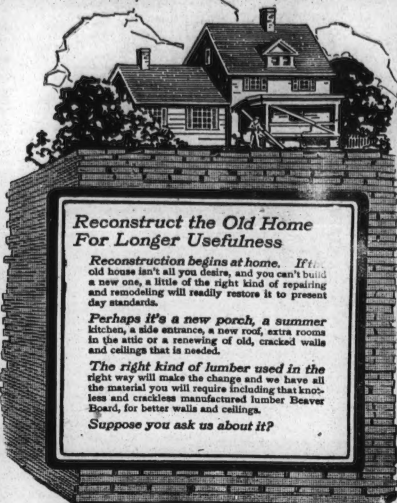 Reconstruct the Old Home
For Longer Usefulness
Reconstruction begins at home. If the
old house isn't all you desire, and you can't build
a new one, a little of the right kind of repairing
and remodeling will readily restore it to present
day standards.
Perhaps it's a new porch, a summer
kitchen, a side entrance, a new roof, extra rooms
in the attic or a renewing of old, cracked walls
and ceilings that is needed.
The right kind of lumber used in the
right way will make the change and we have all
the material you will require including that knot-
less and crackless manufactured lumber Beaver
Board, for better walls and ceilings.
Suppose you ask us about it?